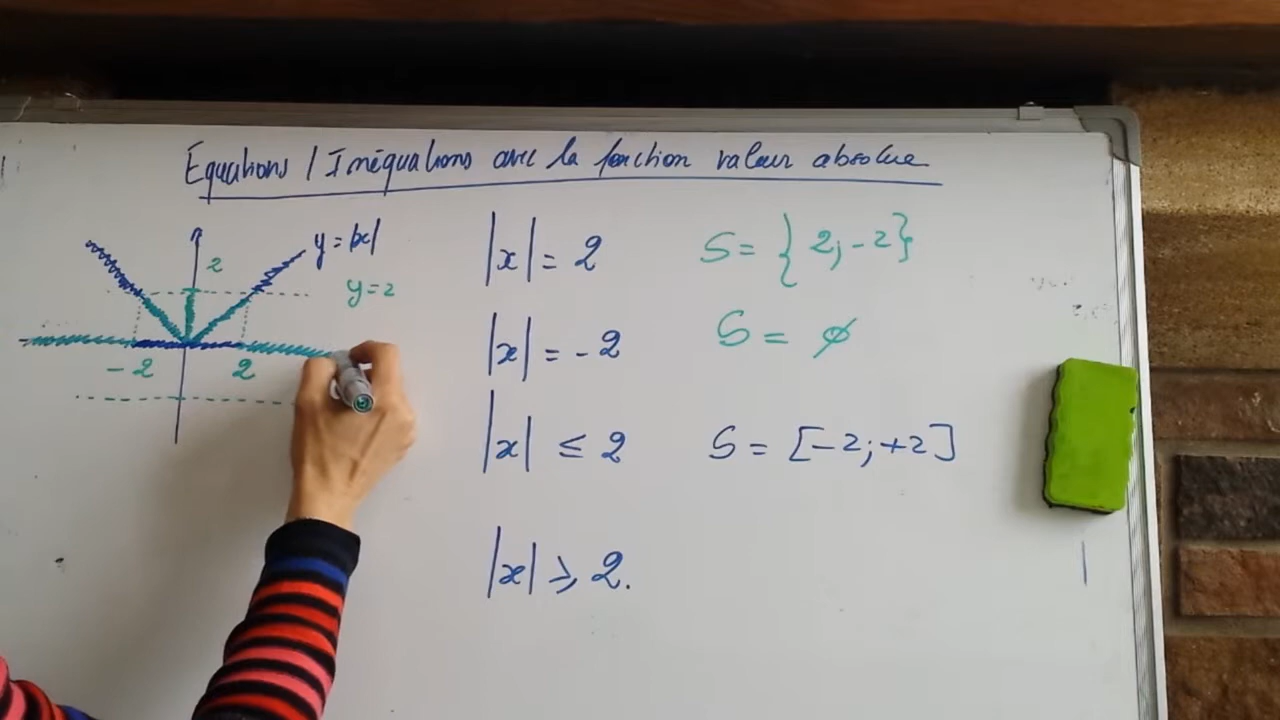 Equations / Inéquations avec la fonction valeur absolue
y = |x|
2
y = 2
-2
2
|x| = 2 S = {2; -2}
|x| = -2 S = ∅
|x| ≤ 2 S = [-2; +2]
|x| ⩾ 2.